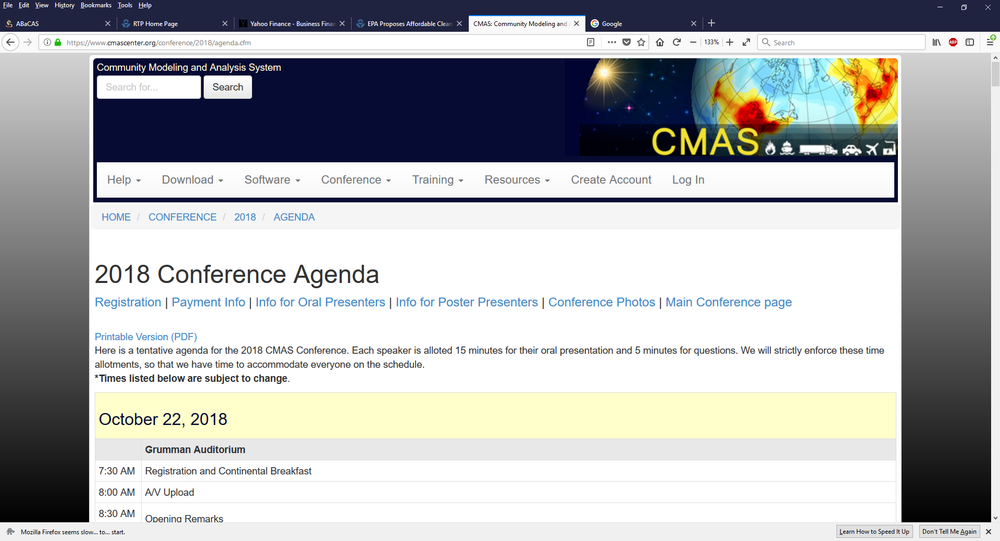 File Edit View History Bookmarks Tools Help
ABaCAS
RTP Home Page
Yahoo Finance - Business Finan
EPA Proposes Affordable Clean
CMAS: Community Modeling and
Google
https://www.cmascenter.org/conference/2018/agenda.cfm
133%
Search
ABP
Community Modeling and Analysis System
Search for...
Search
CMAS
Help
Download
Software
Conference
Training
Resources
Create Account
Log In
HOME / CONFERENCE / 2018 / AGENDA
2018 Conference Agenda
Registration | Payment Info | Info for Oral Presenters | Info for Poster Presenters | Conference Photos | Main Conference page
Printable Version (PDF)
Here is a tentative agenda for the 2018 CMAS Conference. Each speaker is alloted 15 minutes for their oral presentation and 5 minutes for questions. We will strictly enforce these time
allotments, so that we have time to accommodate everyone on the schedule.
*Times listed below are subject to change.
October 22, 2018
Grumman Auditorium
7:30 AM Registration and Continental Breakfast
8:00 AM A/V Upload
8:30 AM Opening Remarks
Mozilla Firefox seems slow... to... start.
Learn How to Speed It Up
Don't Tell Me Again